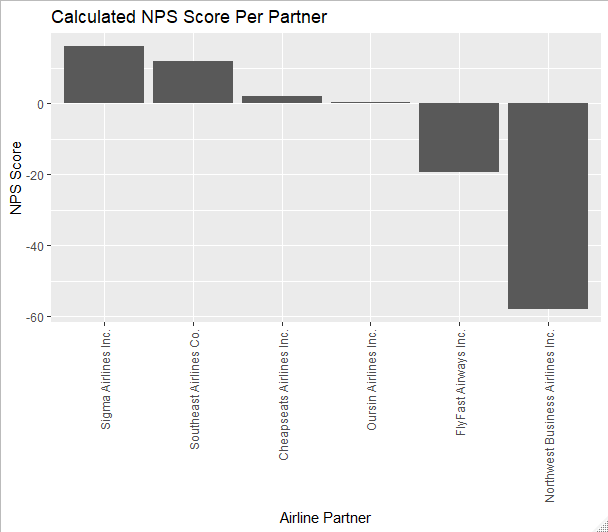 Calculated NPS Score Per Partner
NPS Score
0
-20
-40
-60
Sigma Airlines Inc.
Southeast Airlines Co.
Cheapseats Airlines Inc.
Oursin Airlines Inc.
FlyFast Airways Inc.
Northwest Business Airlines Inc.
Airline Partner